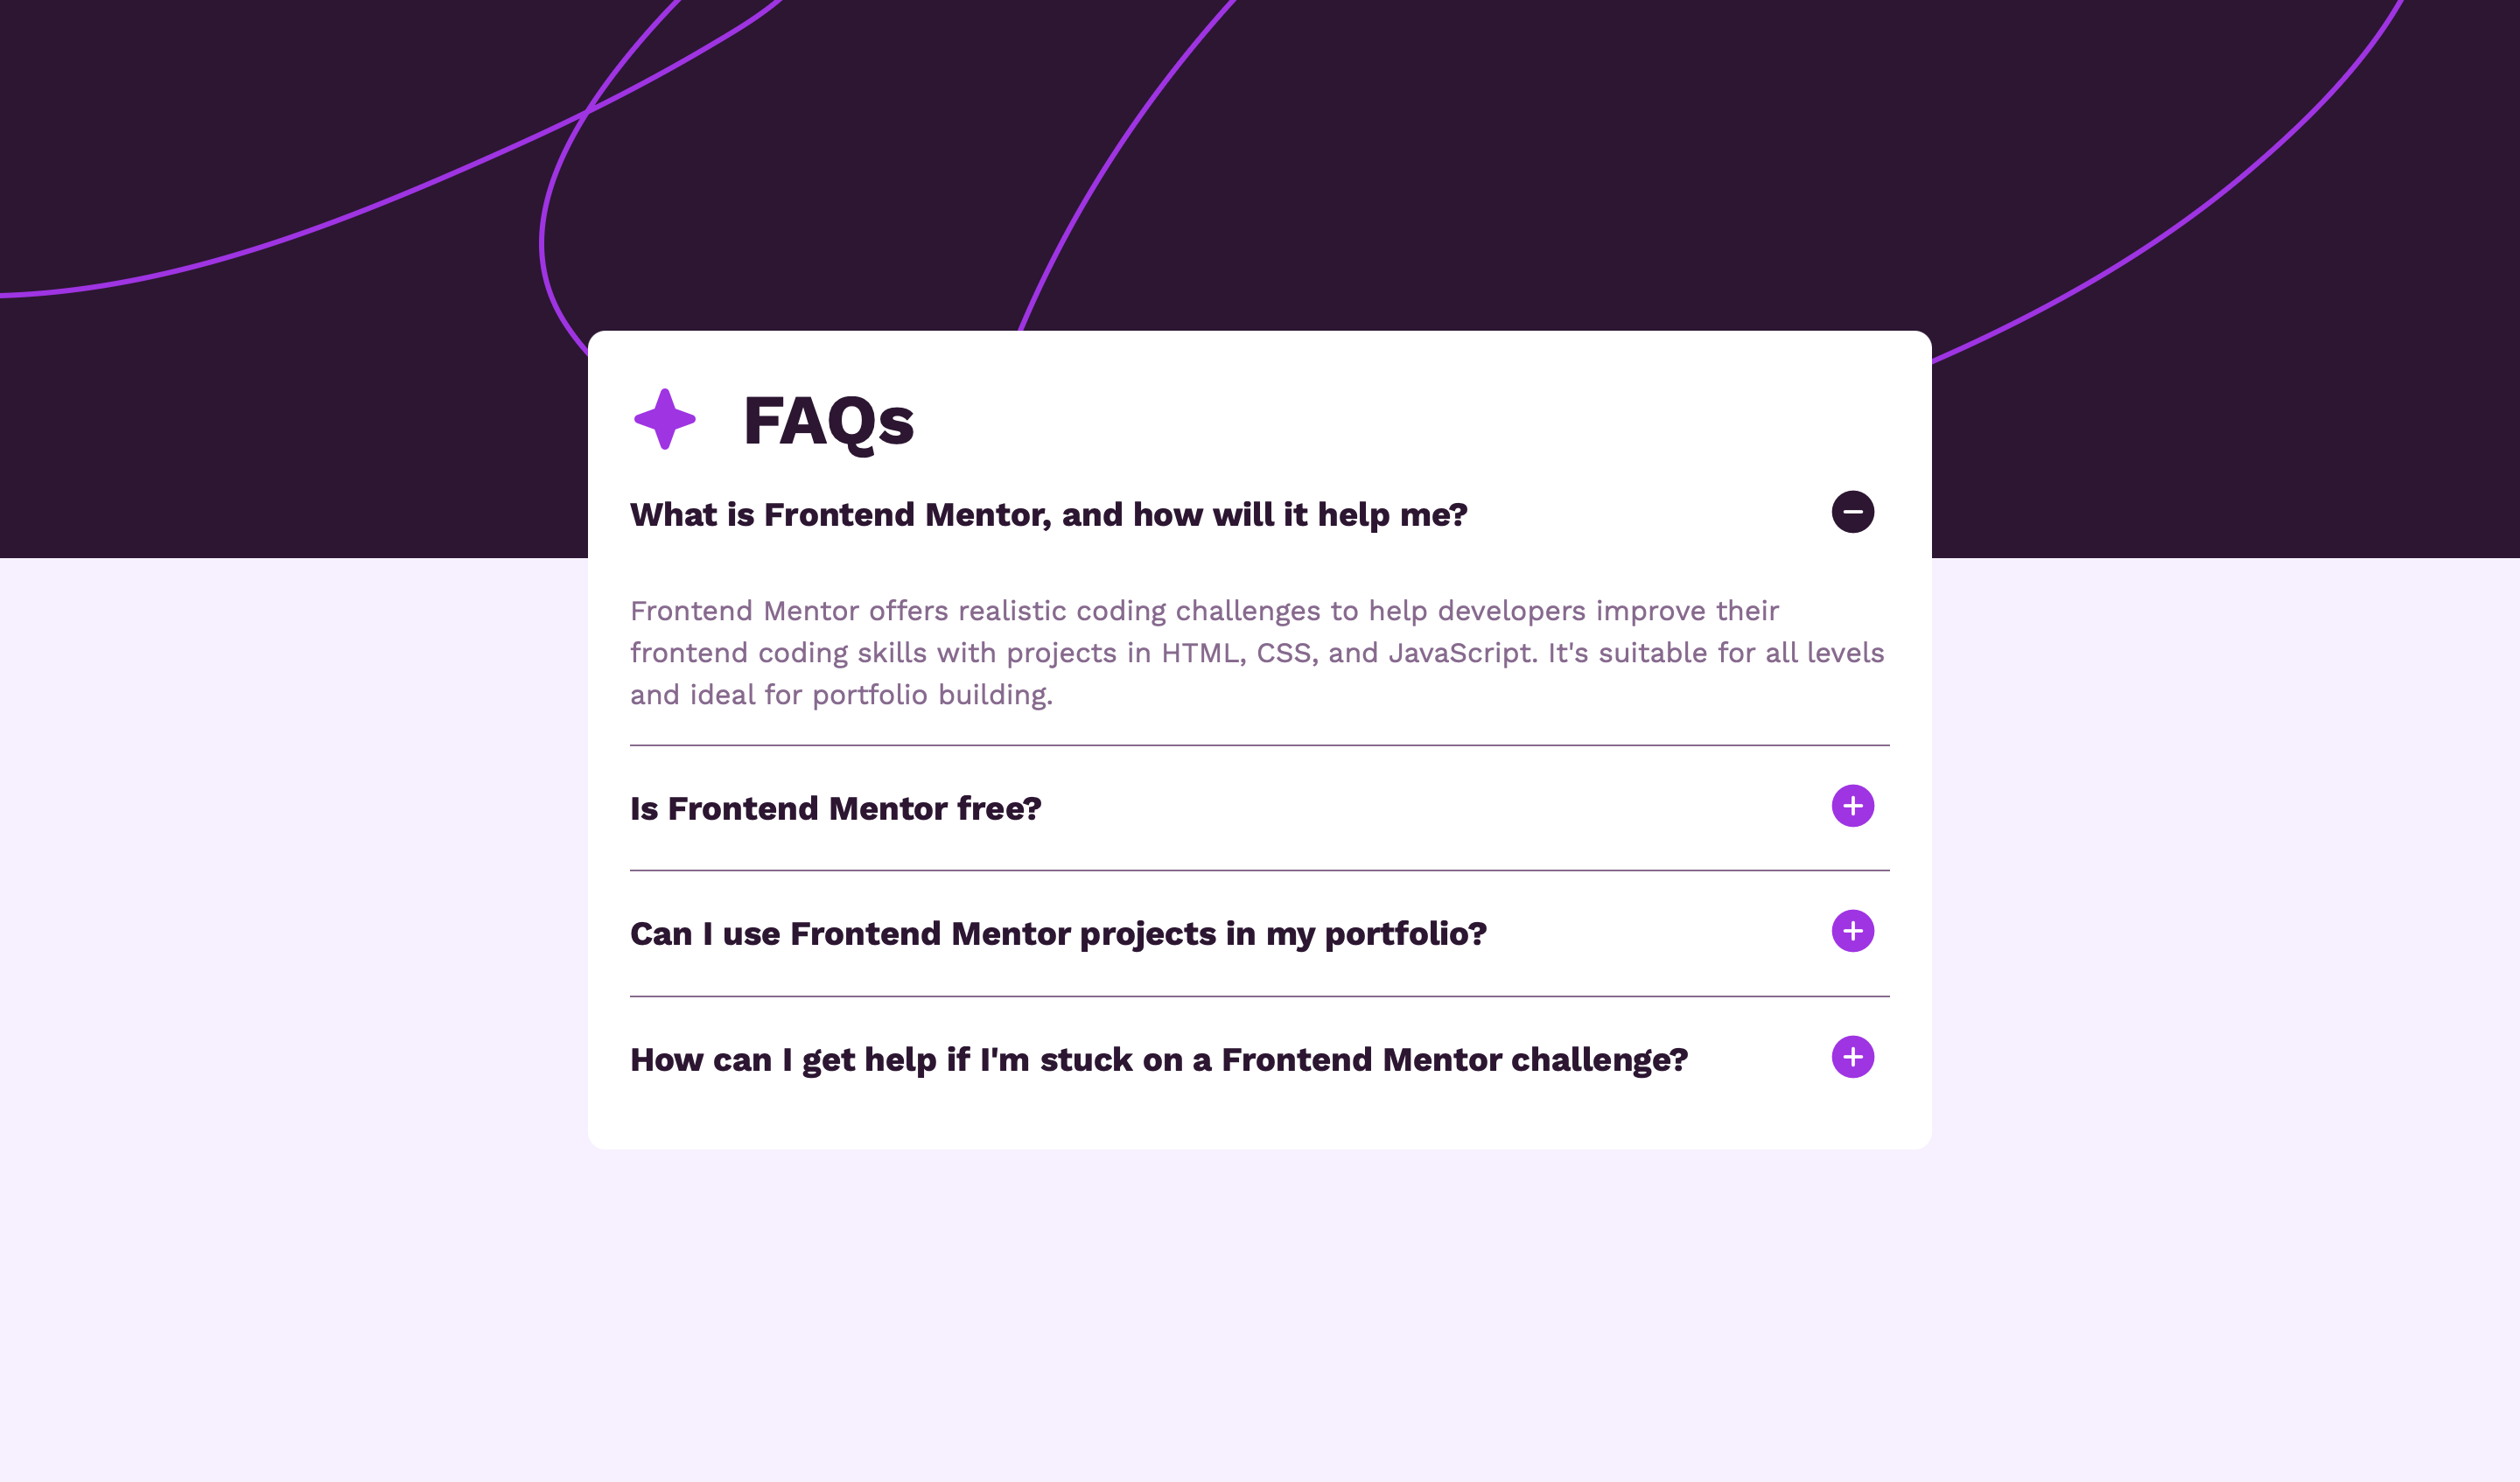 FAQs
What is Frontend Mentor, and how will it help me?
Frontend Mentor offers realistic coding challenges to help developers improve their
frontend coding skills with projects in HTML, CSS, and JavaScript. It's suitable for all levels
and ideal for portfolio building.
Is Frontend Mentor free?
Can I use Frontend Mentor projects in my portfolio?
How can I get help if I'm stuck on a Frontend Mentor challenge?